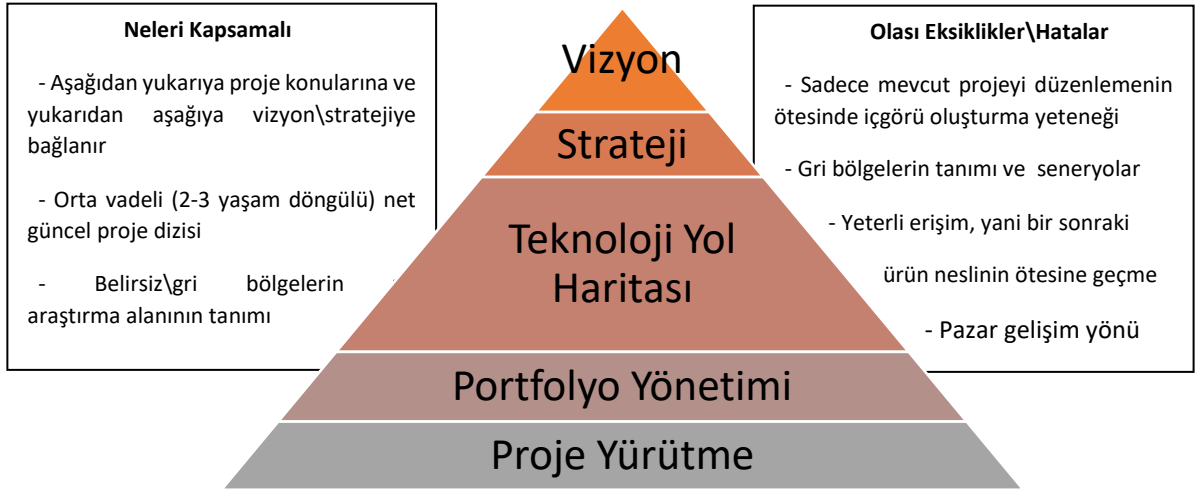 Neleri Kapsamalı
- Aşağıdan yukarıya proje konularına ve
yukarıdan aşağıya vizyon\stratejiye
bağlanır
- Orta vadeli (2-3 yaşam döngülü) net
güncel proje dizisi
- Belirsiz\gri bölgelerin
araştırma alanının tanımı
Vizyon
Strateji
Teknoloji Yol
Haritası
Portfolyo Yönetimi
Proje Yürütme
Olası Eksiklikler\Hatalar
- Sadece mevcut projeyi düzenlemenin
ötesinde içgörü oluşturma yeteneği
- Gri bölgelerin tanımı ve seneryolar
- Yeterli erişim, yani bir sonraki
ürün neslinin ötesine geçme
- Pazar gelişim yönü